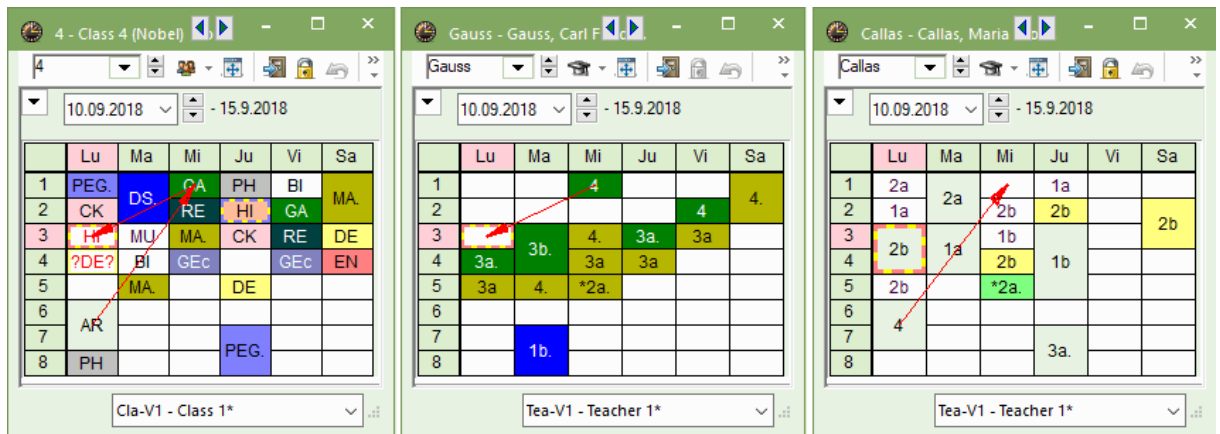 4 - Class 4 (Nobel)
4
10.09.2018 - 15.9.2018
Lu Ma Mi Ju Vi Sa
1 PEG. DS. GA PH BI MA.
2 CK RE HI GA
3 HI MU MA. CK RE DE
4 ?DE? BI GEc GEc EN
5 MA. DE
6 AR
7 PEG.
8 PH
Cla-V1 - Class 1*
Gauss - Gauss, Carl
Gauss
10.09.2018 - 15.9.2018
Lu Ma Mi Ju Vi Sa
1 4 4.
2 4
3 3b. 4. 3a. 3a
4 3a. 3a 3a
5 3a 4. *2a.
6
7 1b.
8
Tea-V1 - Teacher 1*
Callas - Callas, Maria
Callas
10.09.2018 - 15.9.2018
Lu Ma Mi Ju Vi Sa
1 2a 2a 1a
2 1a 2b 2b 2b
3 2b 1a 1b 1b
4 2b
5 2b *2a.
6 4
7 3a.
8
Tea-V1 - Teacher 1*